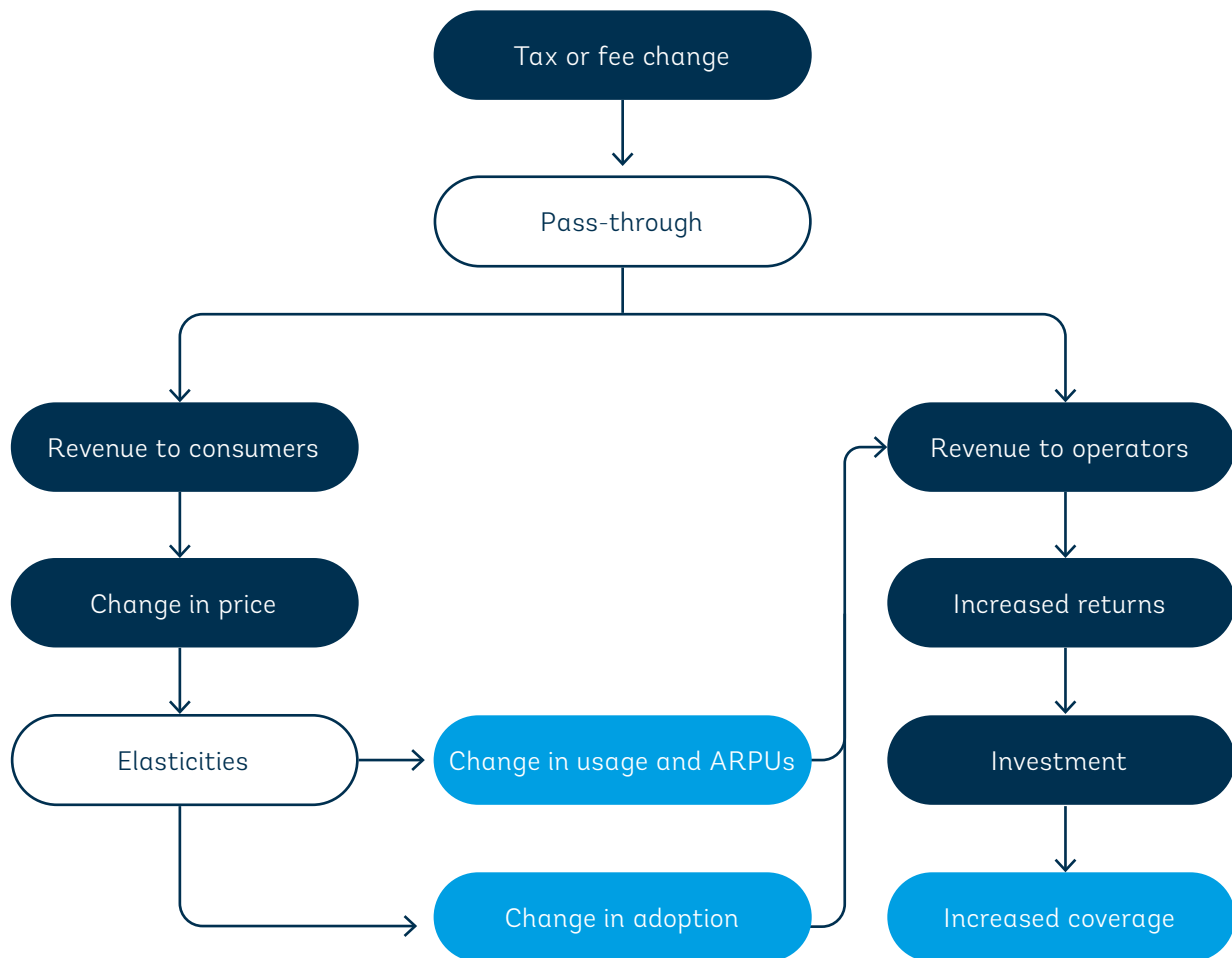 Tax or fee change
Pass-through
Revenue to consumers
Revenue to operators
Change in price
Increased returns
Elasticities
Change in usage and ARPUs
Investment
Change in adoption
Increased coverage